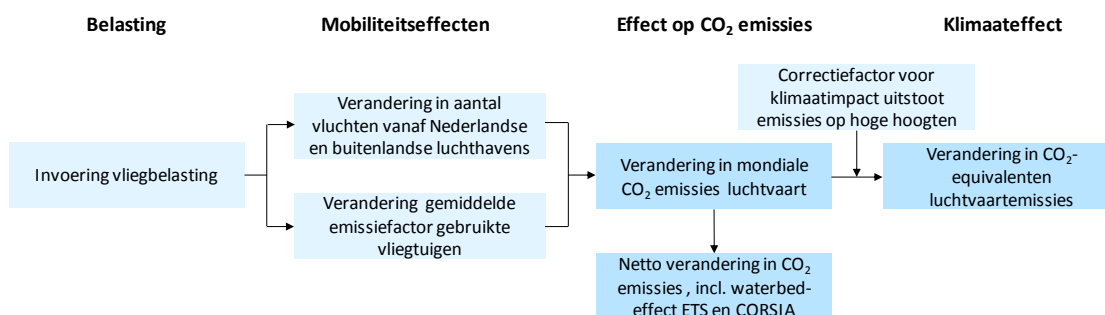 Belasting
Mobiliteitseffecten
Effect op CO₂ emissies
Klimaateffect
Invoering vliegbelasting
Verandering in aantal
vluchten vanaf Nederlandse
en buitenlandse luchthavens
Verandering gemiddelde
emissiefactor gebruikte
vliegtuigen
Verandering in mondiale
CO₂ emissies luchtvaart
Netto verandering in CO₂
emissies , incl. waterbed-
effect ETS en CORSIA
Correctiefactor voor
klimaatimpact uitstoot
emissies op hoge hoogten
Verandering in CO₂-
equivalenten
luchtvaartemissies